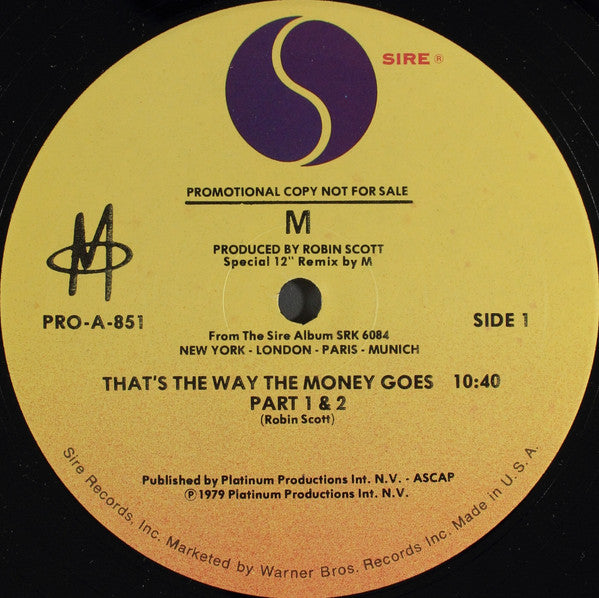 SIRE ®
PROMOTIONAL COPY NOT FOR SALE
M
PRODUCED BY ROBIN SCOTT
Special 12" Remix by M
M
PRO-A-851
SIDE 1
From The Sire Album SRK 6084
NEW YORK - LONDON - PARIS - MUNICH
THAT'S THE WAY THE MONEY GOES 10:40
PART 1 & 2
(Robin Scott)
Published by Platinum Productions Int. N.V. - ASCAP
Ⓟ 1979 Platinum Productions Int. N.V.
Sire Records, Inc. Marketed by Warner Bros. Records Inc. Made in U.S.A.